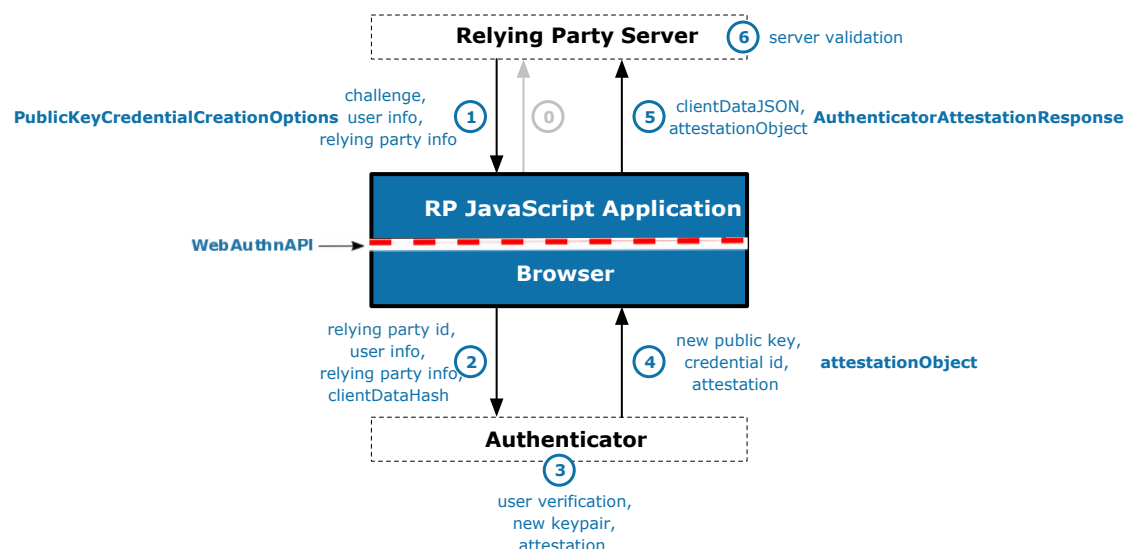 Relying Party Server
6 server validation
challenge,
PublicKeyCredentialCreationOptions user info, 1
relying party info
0
5 clientDataJSON,
attestationObject AuthenticatorAttestationResponse
RP JavaScript Application
WebAuthnAPI
Browser
relying party id,
user info, 2
relying party info,
clientDataHash
new public key,
4 credential id, attestationObject
attestation
Authenticator
3
user verification,
new keypair,
attestation